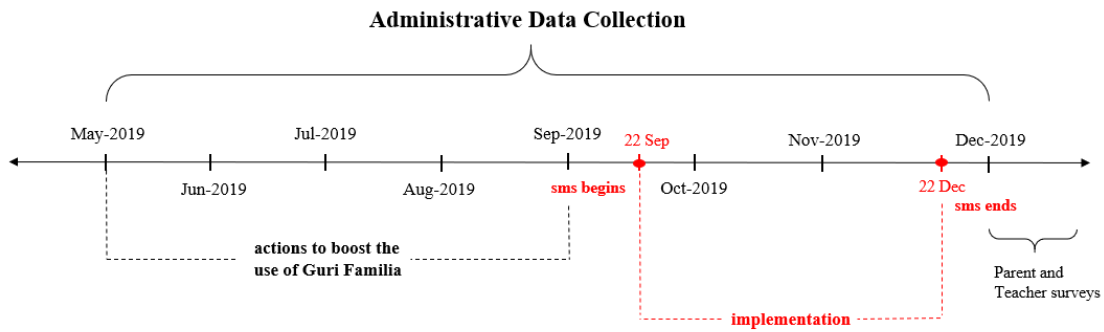 Administrative Data Collection
May-2019
Jul-2019
Sep-2019
22 Sep
Nov-2019
Dec-2019
Jun-2019
Aug-2019
sms begins
Oct-2019
22 Dec
sms ends
actions to boost the
use of Guri Familia
Parent and
Teacher surveys
implementation